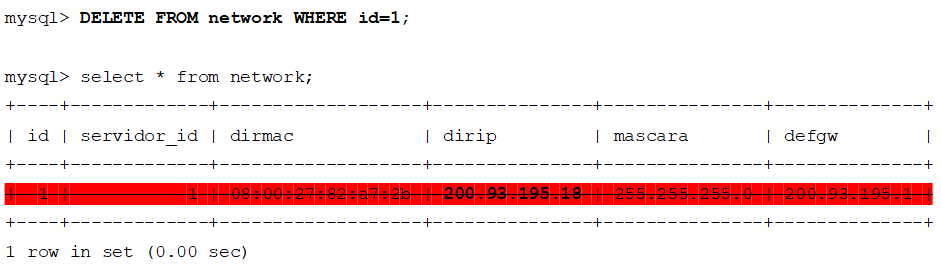 mysql> DELETE FROM network WHERE id=1;
mysql> select * from network;
+----+-------------+-------------------+---------------+---------------+--------------+
| id | servidor_id | dirmac            | dirip         | mascara       | defgw        |
+----+-------------+-------------------+---------------+---------------+--------------+
|  1 |           1 | 08:00:27:82:a7:2b | 200.93.195.18 | 255.255.255.0 | 200.93.195.1 |
+----+-------------+-------------------+---------------+---------------+--------------+
1 row in set (0.00 sec)